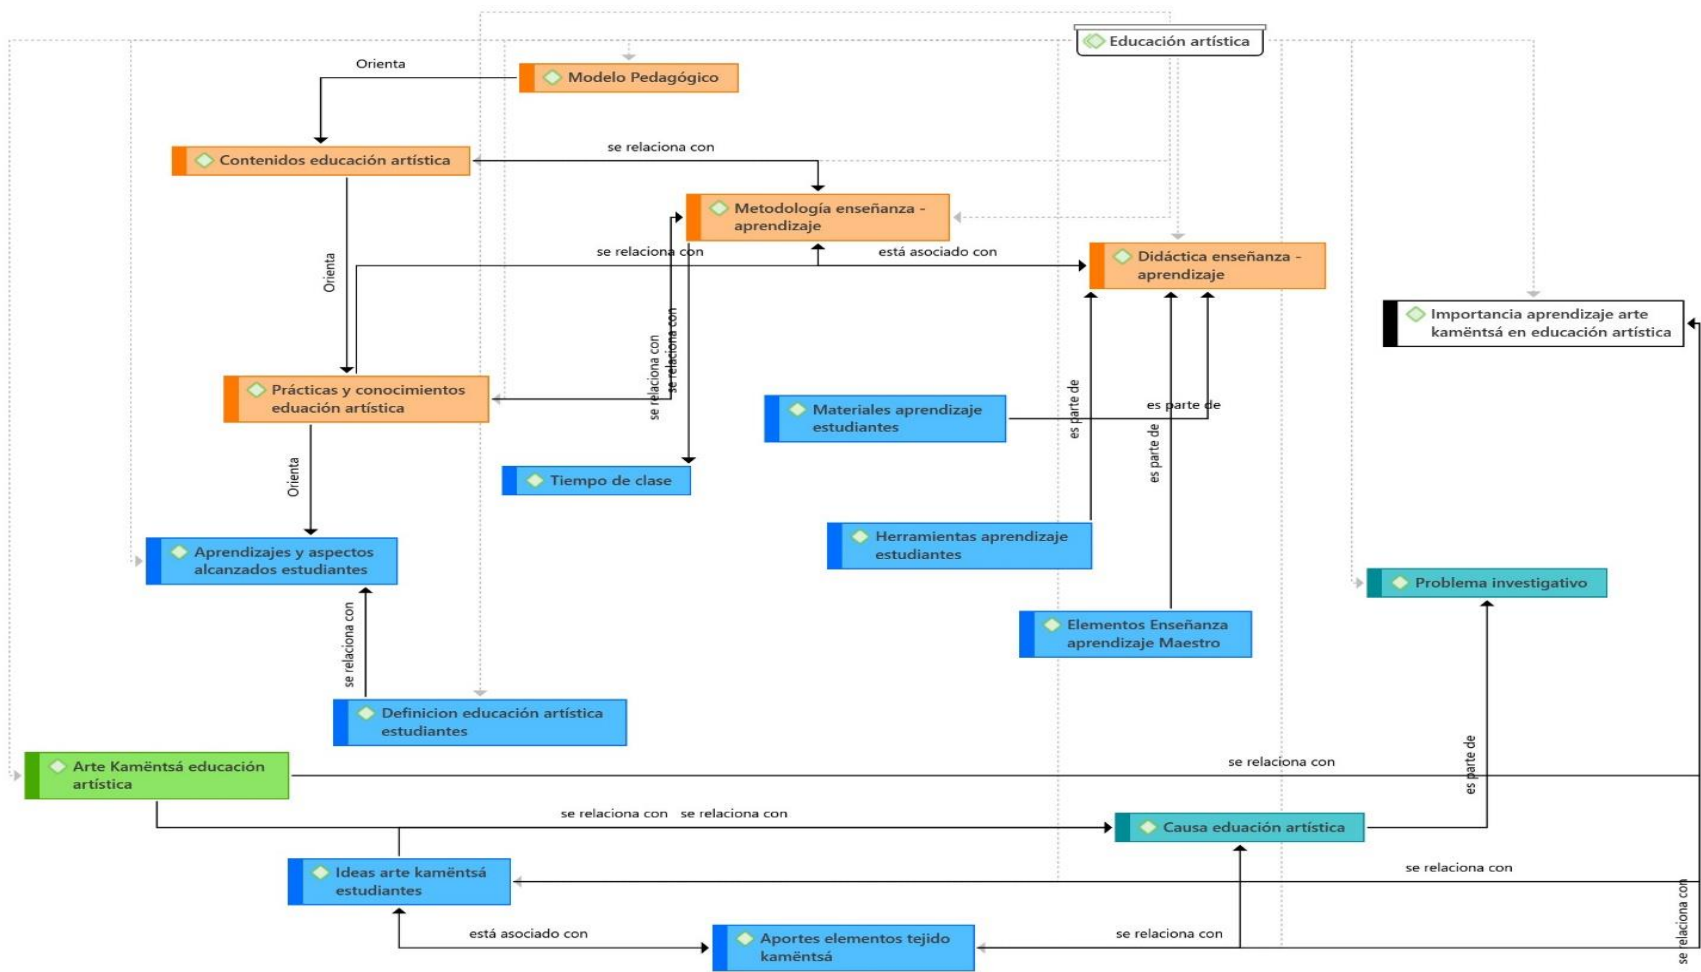 Educación artística
Orienta
Modelo Pedagógico
Contenidos educación artística
se relaciona con
Metodología enseñanza -
aprendizaje
se relaciona con
está asociado con
Didáctica enseñanza -
aprendizaje
Orienta
Importancia aprendizaje arte
kamëntsá en educación artística
se relaciona con
se relaciona con
Prácticas y conocimientos
eduación artística
Materiales aprendizaje
estudiantes
es parte de
es parte de
es parte de
Orienta
Tiempo de clase
Herramientas aprendizaje
estudiantes
Aprendizajes y aspectos
alcanzados estudiantes
Problema investigativo
Elementos Enseñanza
aprendizaje Maestro
se relaciona con
Definicion educación artística
estudiantes
Arte Kamëntsá educación
artística
se relaciona con
es parte de
se relaciona con se relaciona con
Causa eduación artística
Ideas arte kamëntsá
estudiantes
se relaciona con
está asociado con
Aportes elementos tejido
kamëntsá
se relaciona con
se relaciona con